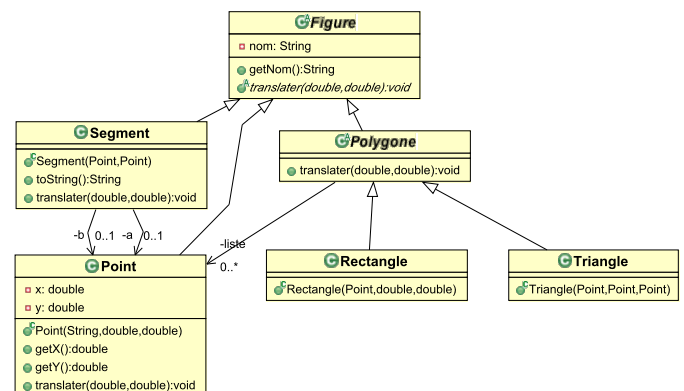 Figure
nom: String
getNom():String
translater(double,double):void
Segment
Segment(Point,Point)
toString():String
translater(double,double):void
Polygone
translater(double,double):void
-b 0..1 -a 0..1
-liste
0..*
Point
x: double
y: double
Point(String,double,double)
getX():double
getY():double
translater(double,double):void
Rectangle
Rectangle(Point,double,double)
Triangle
Triangle(Point,Point,Point)